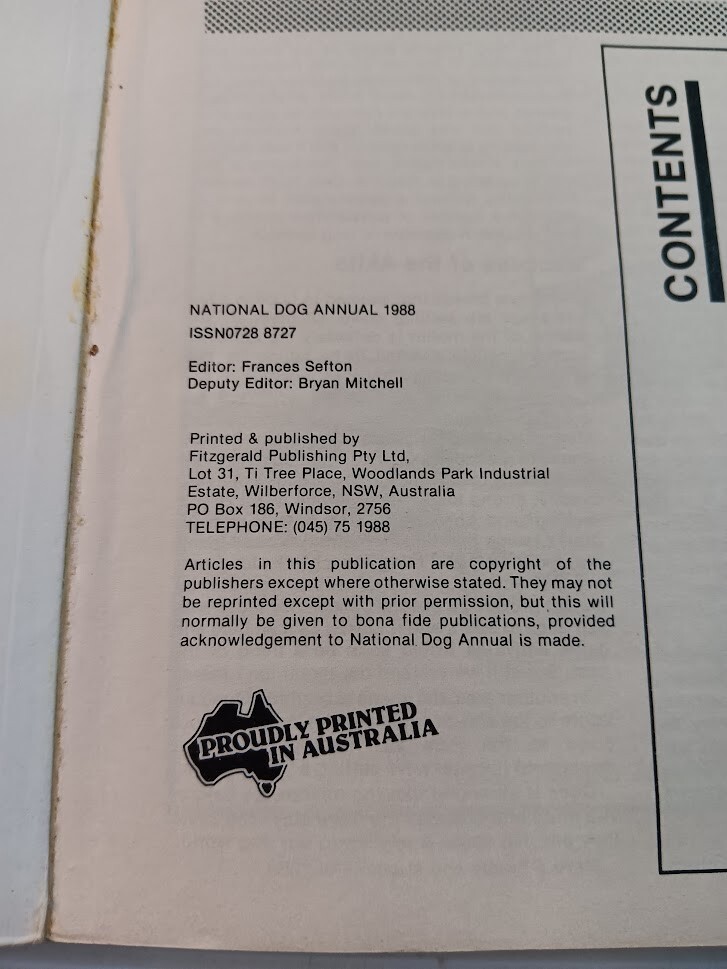 CONTENTS
NATIONAL DOG ANNUAL 1988
ISSN0728 8727
Editor: Frances Sefton
Deputy Editor: Bryan Mitchell
Printed & published by
Fitzgerald Publishing Pty Ltd,
Lot 31, Ti Tree Place, Woodlands Park Industrial
Estate, Wilberforce, NSW, Australia
PO Box 186, Windsor, 2756
TELEPHONE: (045) 75 1988
Articles in this publication are copyright of the
publishers except where otherwise stated. They may not
be reprinted except with prior permission, but this will
normally be given to bona fide publications, provided
acknowledgement to National Dog Annual is made.
PROUDLY PRINTED
IN AUSTRALIA